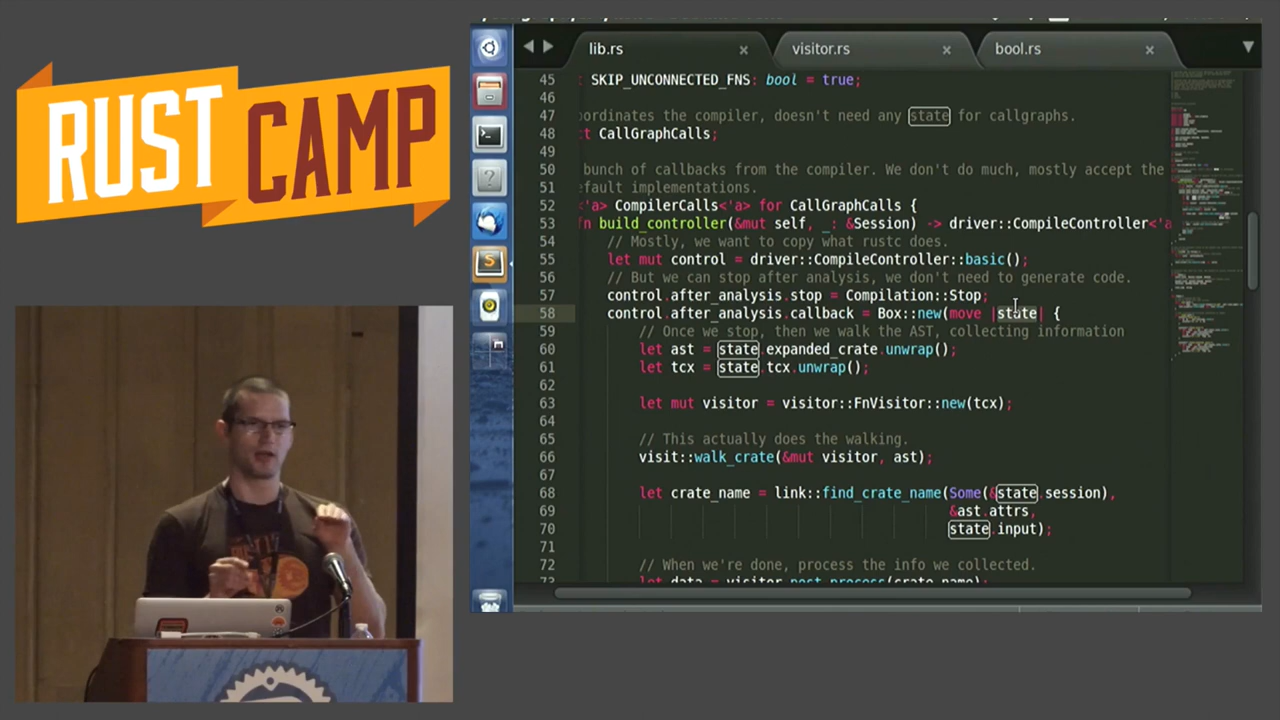 RUST CAMP
lib.rs
visitor.rs
bool.rs
45 SKIP_UNCONNECTED_FNS: bool = true;
46
47 oordinates the compiler, doesn't need any state for callgraphs.
48 ct CallGraphCalls;
49
50 bunch of callbacks from the compiler. We don't do much, mostly accept the
51 efault implementations.
52 <'a> CompilerCalls<'a> for CallGraphCalls {
53 n build_controller(&mut self, _: &Session) -> driver::CompileController<'a
54 // Mostly, we want to copy what rustc does.
55 let mut control = driver::CompileController::basic();
56 // But we can stop after analysis, we don't need to generate code.
57 control.after_analysis.stop = Compilation::Stop;
58 control.after_analysis.callback = Box::new(move |state| {
59 // Once we stop, then we walk the AST, collecting information
60 let ast = state.expanded_crate.unwrap();
61 let tcx = state.tcx.unwrap();
62
63 let mut visitor = visitor::FnVisitor::new(tcx);
64
65 // This actually does the walking.
66 visit::walk_crate(&mut visitor, ast);
67
68 let crate_name = link::find_crate_name(Some(&state.session),
69 &ast.attrs,
70 state.input);
71
72 // When we're done, process the info we collected.
73 let data = visitor.post_process(crate_name);